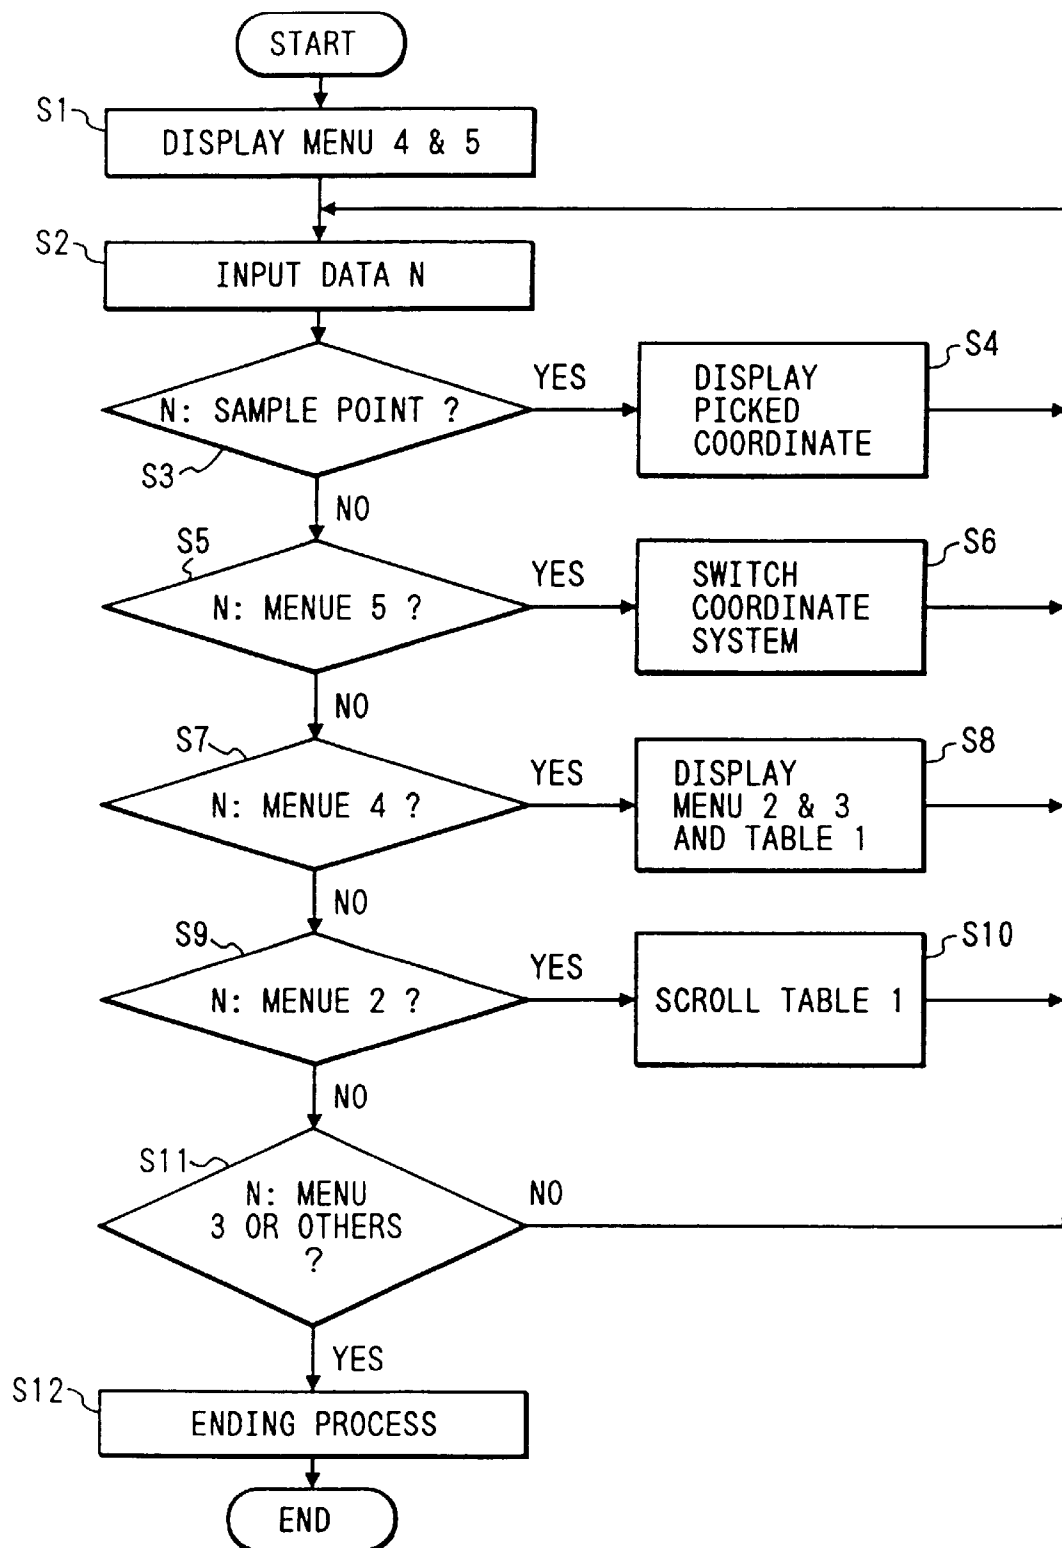 START
S1
DISPLAY MENU 4 & 5
S2
INPUT DATA N
N: SAMPLE POINT ?
S3
YES
DISPLAY
PICKED
COORDINATE
S4
NO
S5
N: MENUE 5 ?
YES
SWITCH
COORDINATE
SYSTEM
S6
NO
S7
N: MENUE 4 ?
YES
DISPLAY
MENU 2 & 3
AND TABLE 1
S8
NO
S9
N: MENUE 2 ?
YES
SCROLL TABLE 1
S10
NO
S11
N: MENU
3 OR OTHERS
?
NO
YES
S12
ENDING PROCESS
END